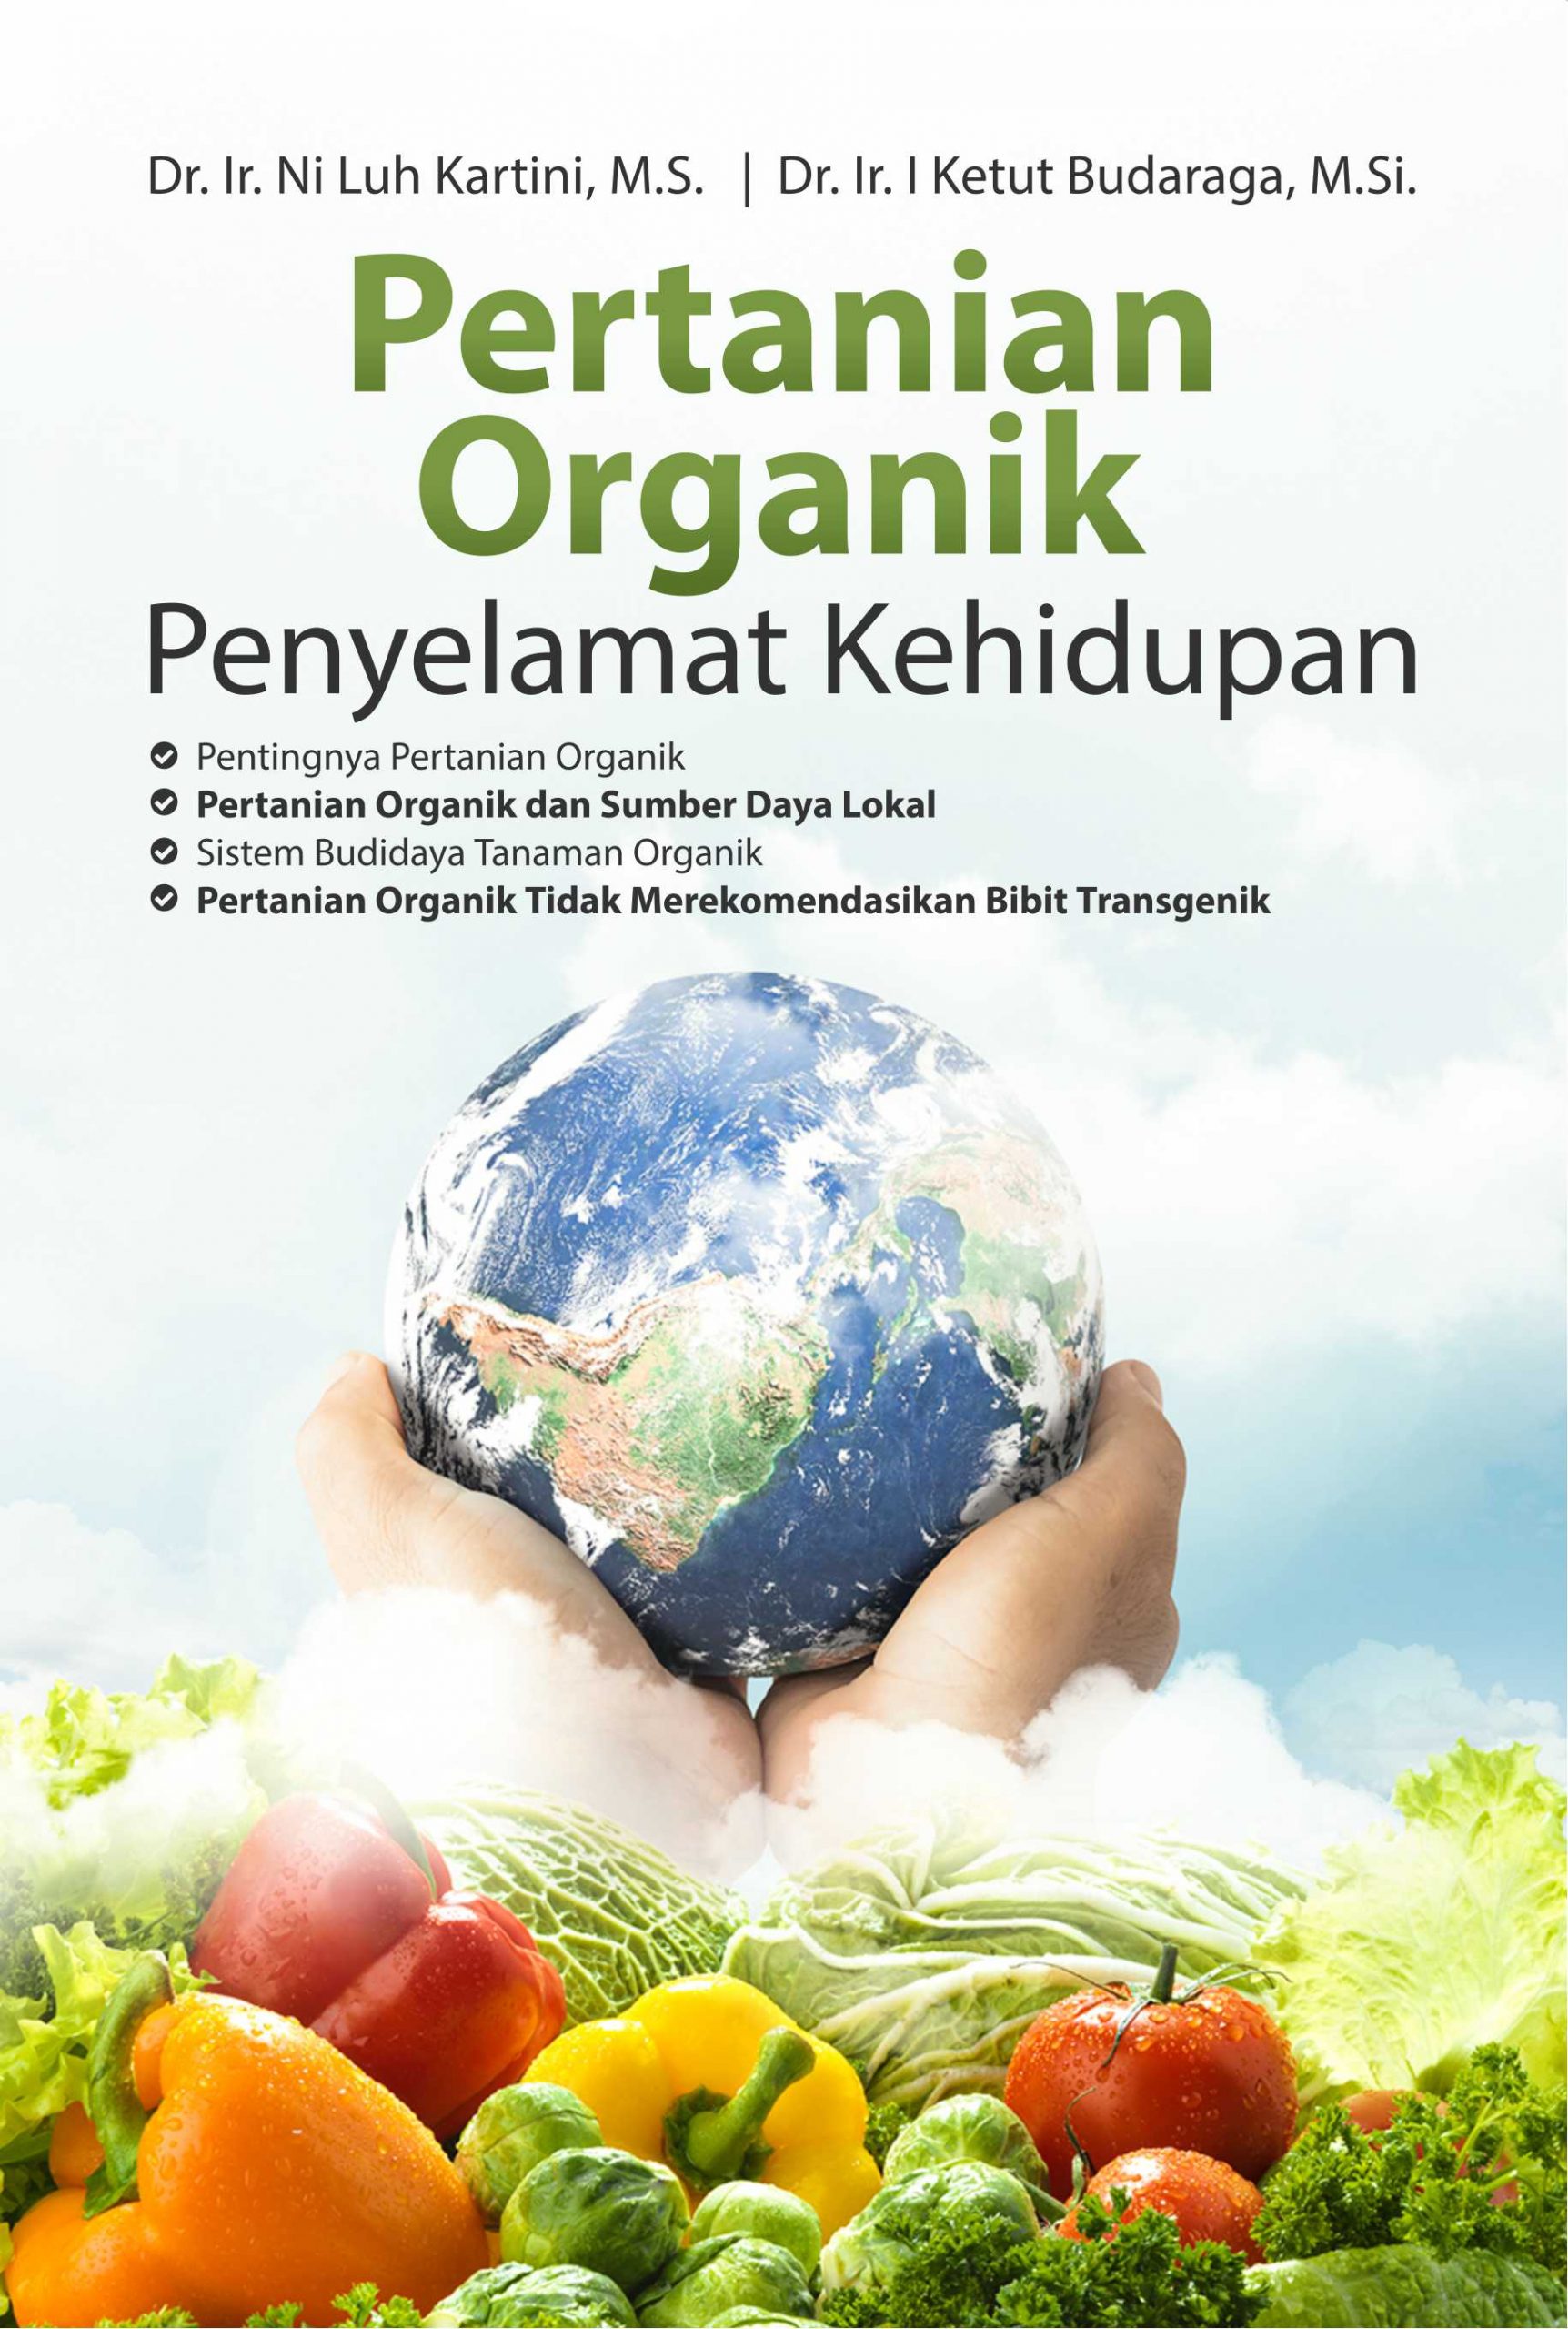 Dr. Ir. Ni Luh Kartini, M.S. | Dr. Ir. I Ketut Budaraga, M.Si.
Pertanian
Organik
Penyelamat Kehidupan
Pentingnya Pertanian Organik
Pertanian Organik dan Sumber Daya Lokal
Sistem Budidaya Tanaman Organik
Pertanian Organik Tidak Merekomendasikan Bibit Transgenik